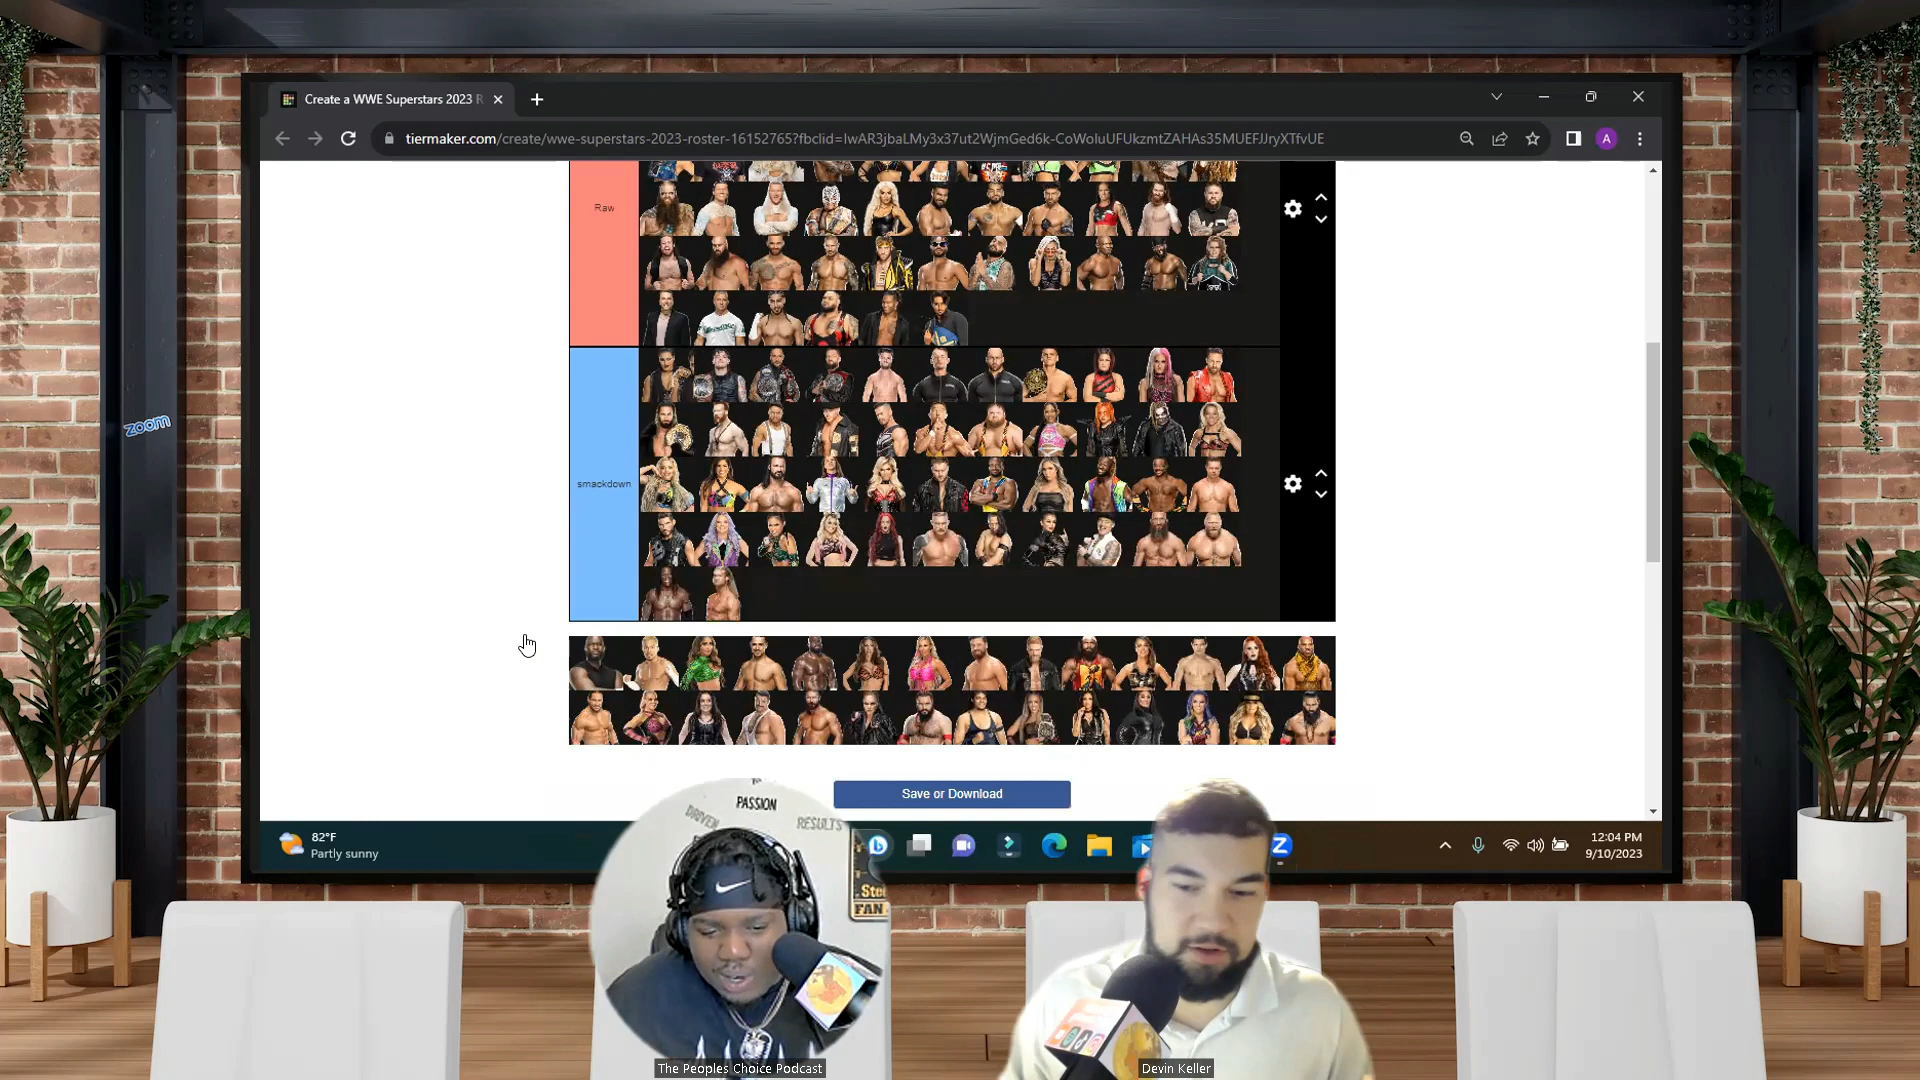 Create a WWE Superstars 2023 R
tiermaker.com/create/wwe-superstars-2023-roster-16152765?fbclid=IwAR3jbaLMy3x37ut2WjmGed6k-CoWoluUFUkzmtZAHAs35MUEFJJryXTfvUE
A
Raw
zoom
smackdown
Save or Download
PASSION
DRIVEN
RESULTS
82°F
Partly sunny
12:04 PM
9/10/2023
FAN
The Peoples Choice Podcast
Devin Keller